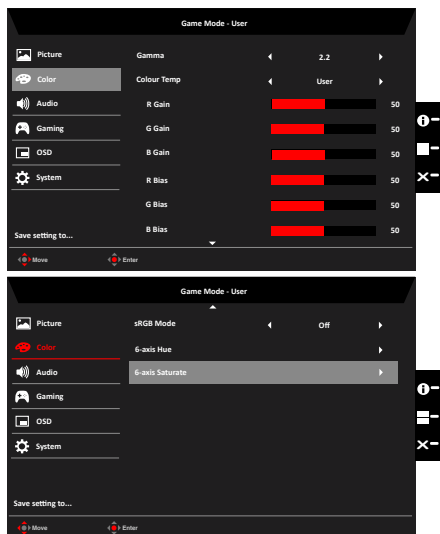 Game Mode - User
Picture
Gamma 2.2
Color
Colour Temp User
Audio
R Gain 50
Gaming
G Gain 50
OSD
B Gain 50
System
R Bias 50
G Bias 50
B Bias 50
Save setting to...
Move Enter
Game Mode - User
Picture
sRGB Mode Off
Color
6-axis Hue
Audio
6-axis Saturate
Gaming
OSD
System
Save setting to...
Move Enter